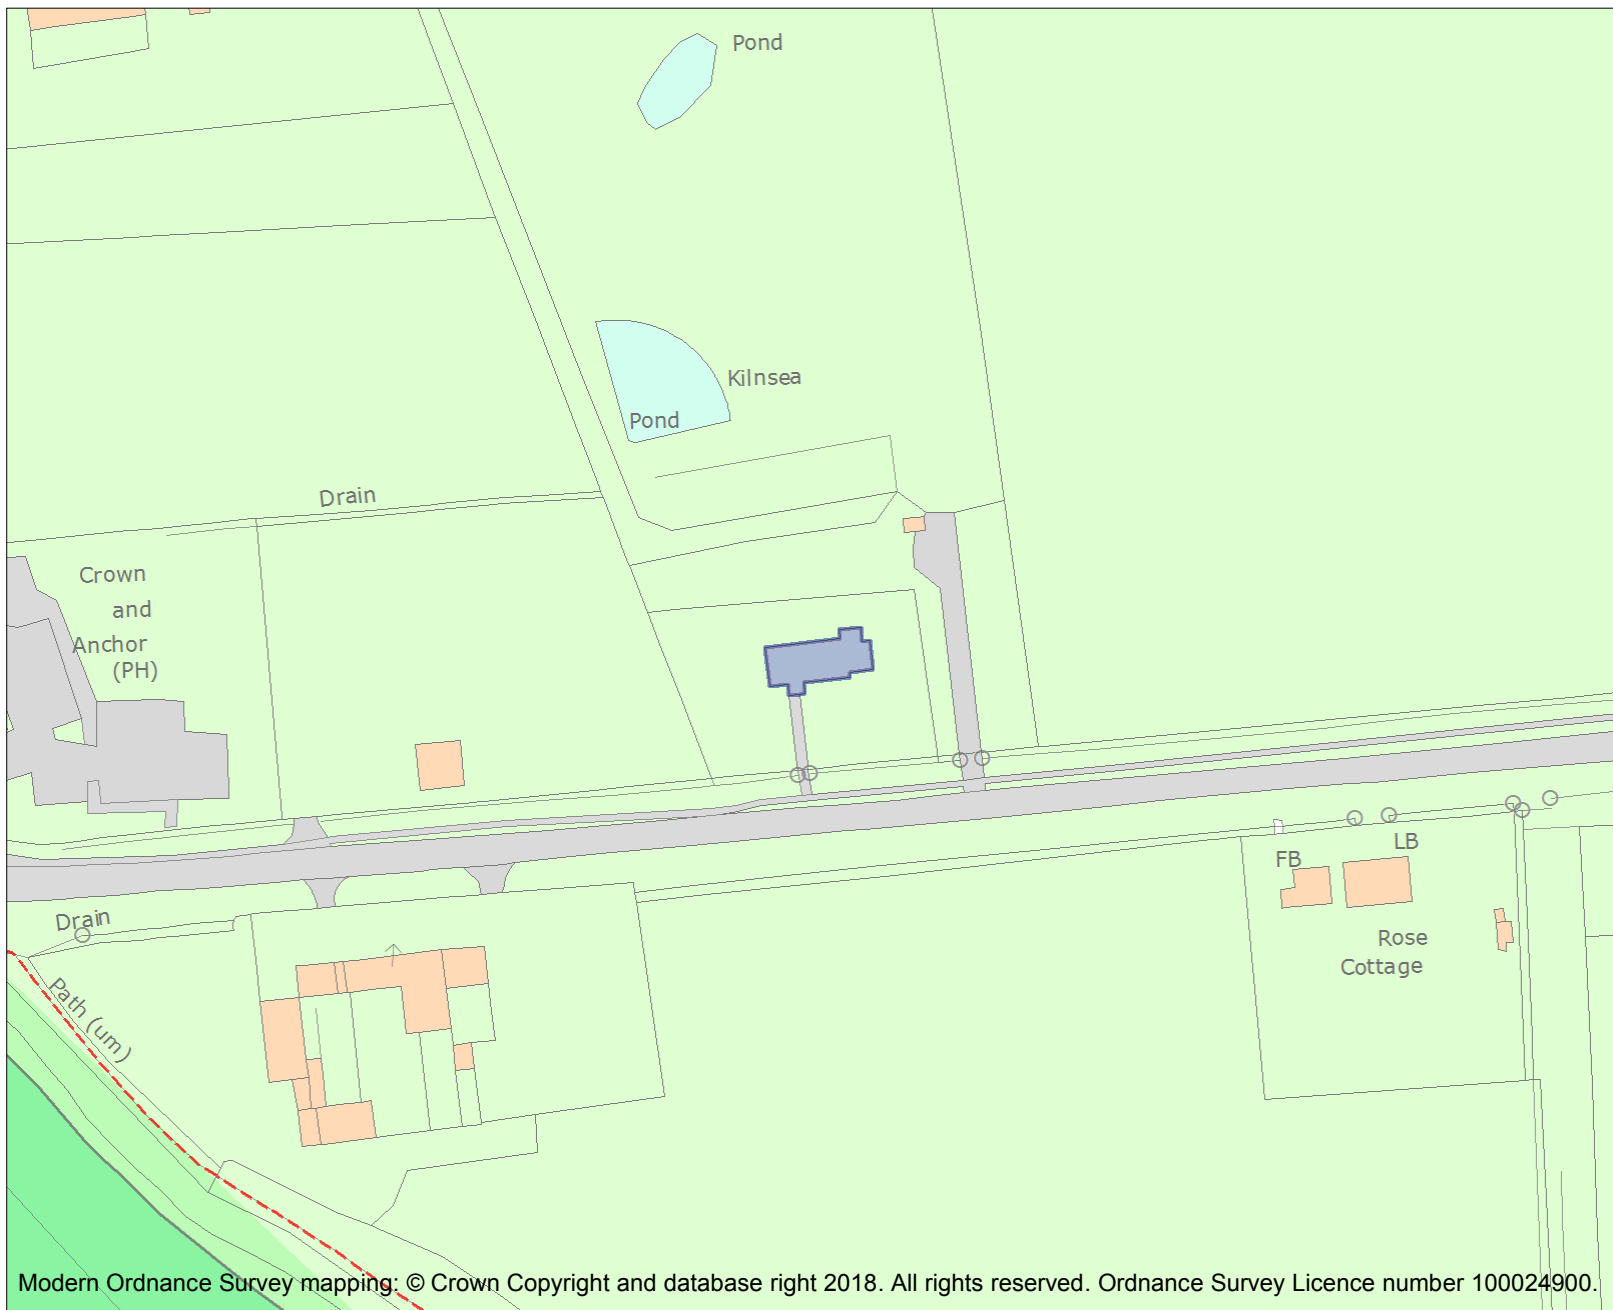 Pond
Kilnsea
Pond
Drain
Crown
and
Anchor
(PH)
LB
FB
Drain
Rose
Cottage
Path (um)
Modern Ordnance Survey mapping: © Crown Copyright and database right 2018. All rights reserved. Ordnance Survey Licence number 100024900.